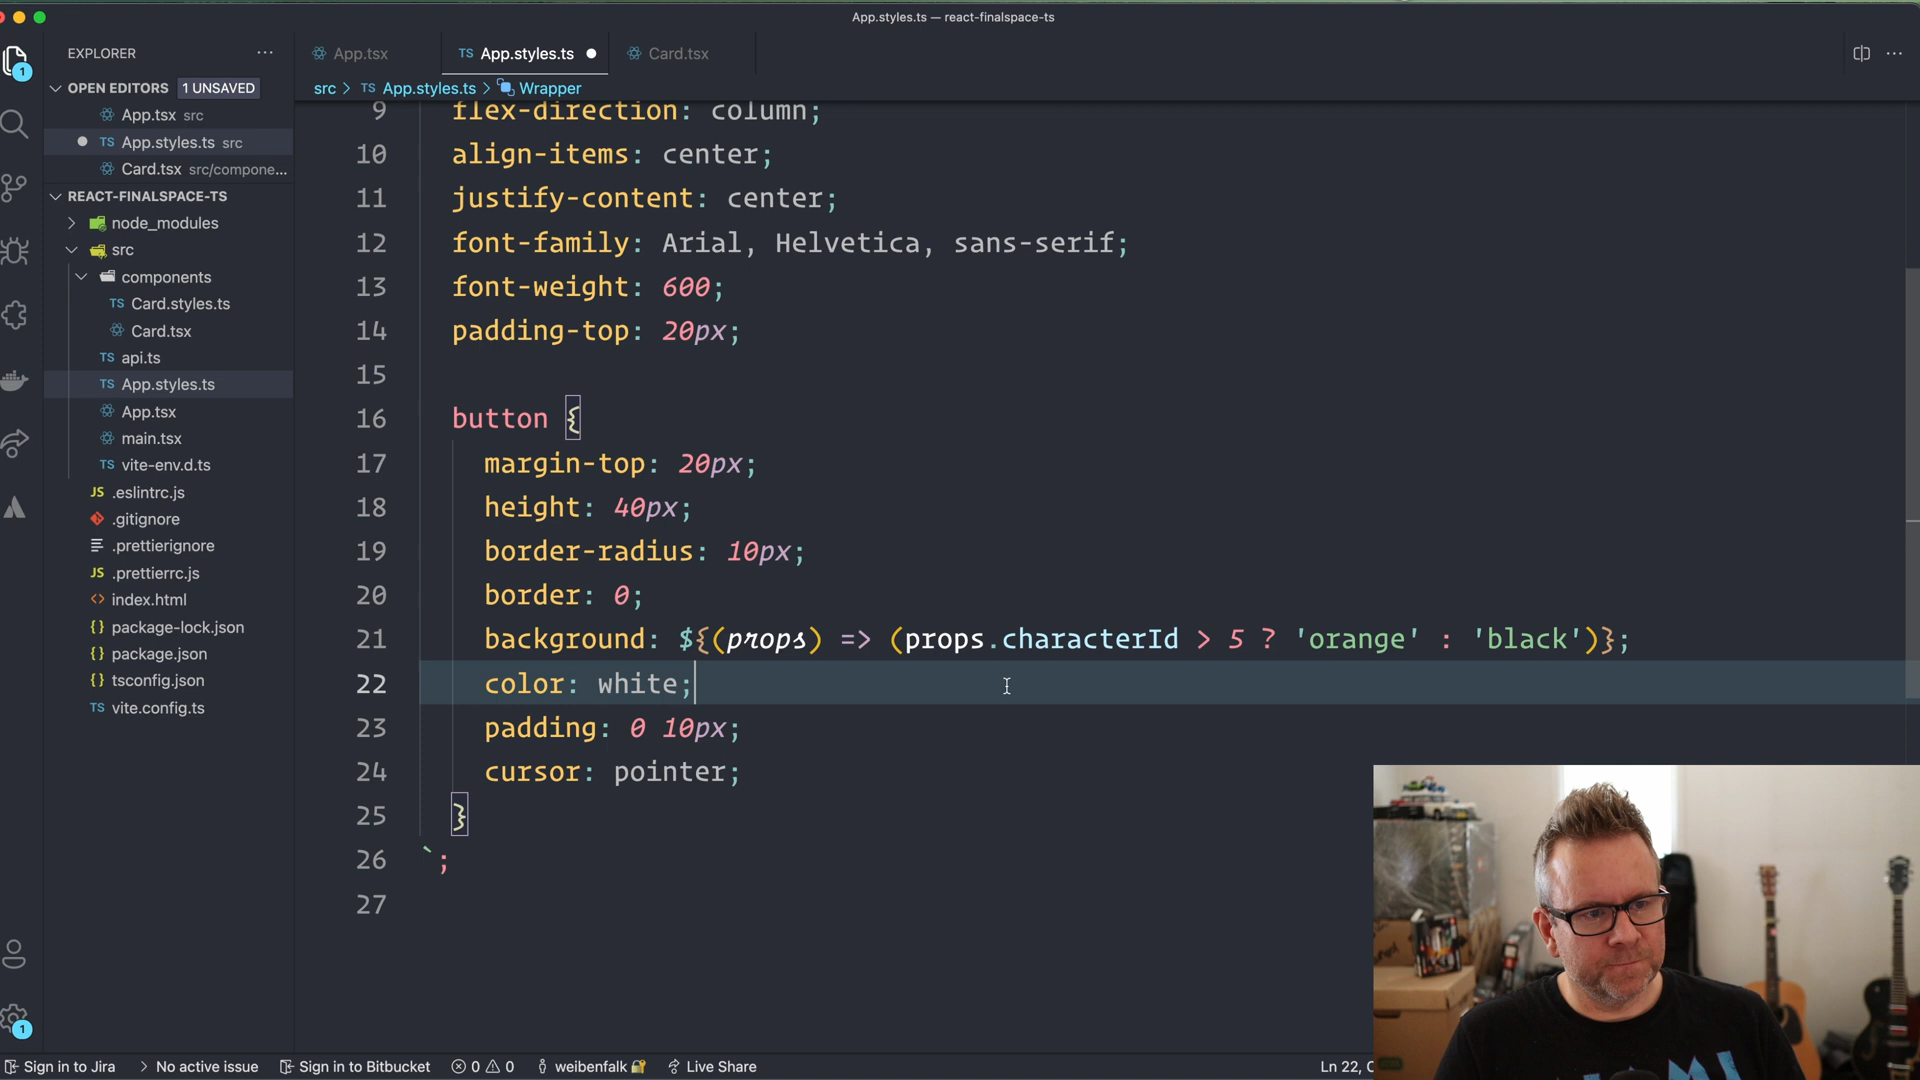 App.styles.ts — react-finalspace-ts
EXPLORER
App.tsx
TS App.styles.ts
Card.tsx
OPEN EDITORS 1 UNSAVED
src > TS App.styles.ts > Wrapper
App.tsx src
TS App.styles.ts src
Card.tsx src/compone...
REACT-FINALSPACE-TS
node_modules
src
components
TS Card.styles.ts
Card.tsx
TS api.ts
TS App.styles.ts
App.tsx
main.tsx
TS vite-env.d.ts
JS .eslintrc.js
.gitignore
.prettierignore
JS .prettierrc.js
<> index.html
{} package-lock.json
{} package.json
{} tsconfig.json
TS vite.config.ts
1
1
9 flex-direction: column;
10 align-items: center;
11 justify-content: center;
12 font-family: Arial, Helvetica, sans-serif;
13 font-weight: 600;
14 padding-top: 20px;
15
16 button {
17 margin-top: 20px;
18 height: 40px;
19 border-radius: 10px;
20 border: 0;
21 background: ${(props) => (props.characterId > 5 ? 'orange' : 'black')};
22 color: white;
23 padding: 0 10px;
24 cursor: pointer;
25 }
26 `;
27
Sign in to Jira
> No active issue
Sign in to Bitbucket
0 0
weibenfalk
Live Share
Ln 22,